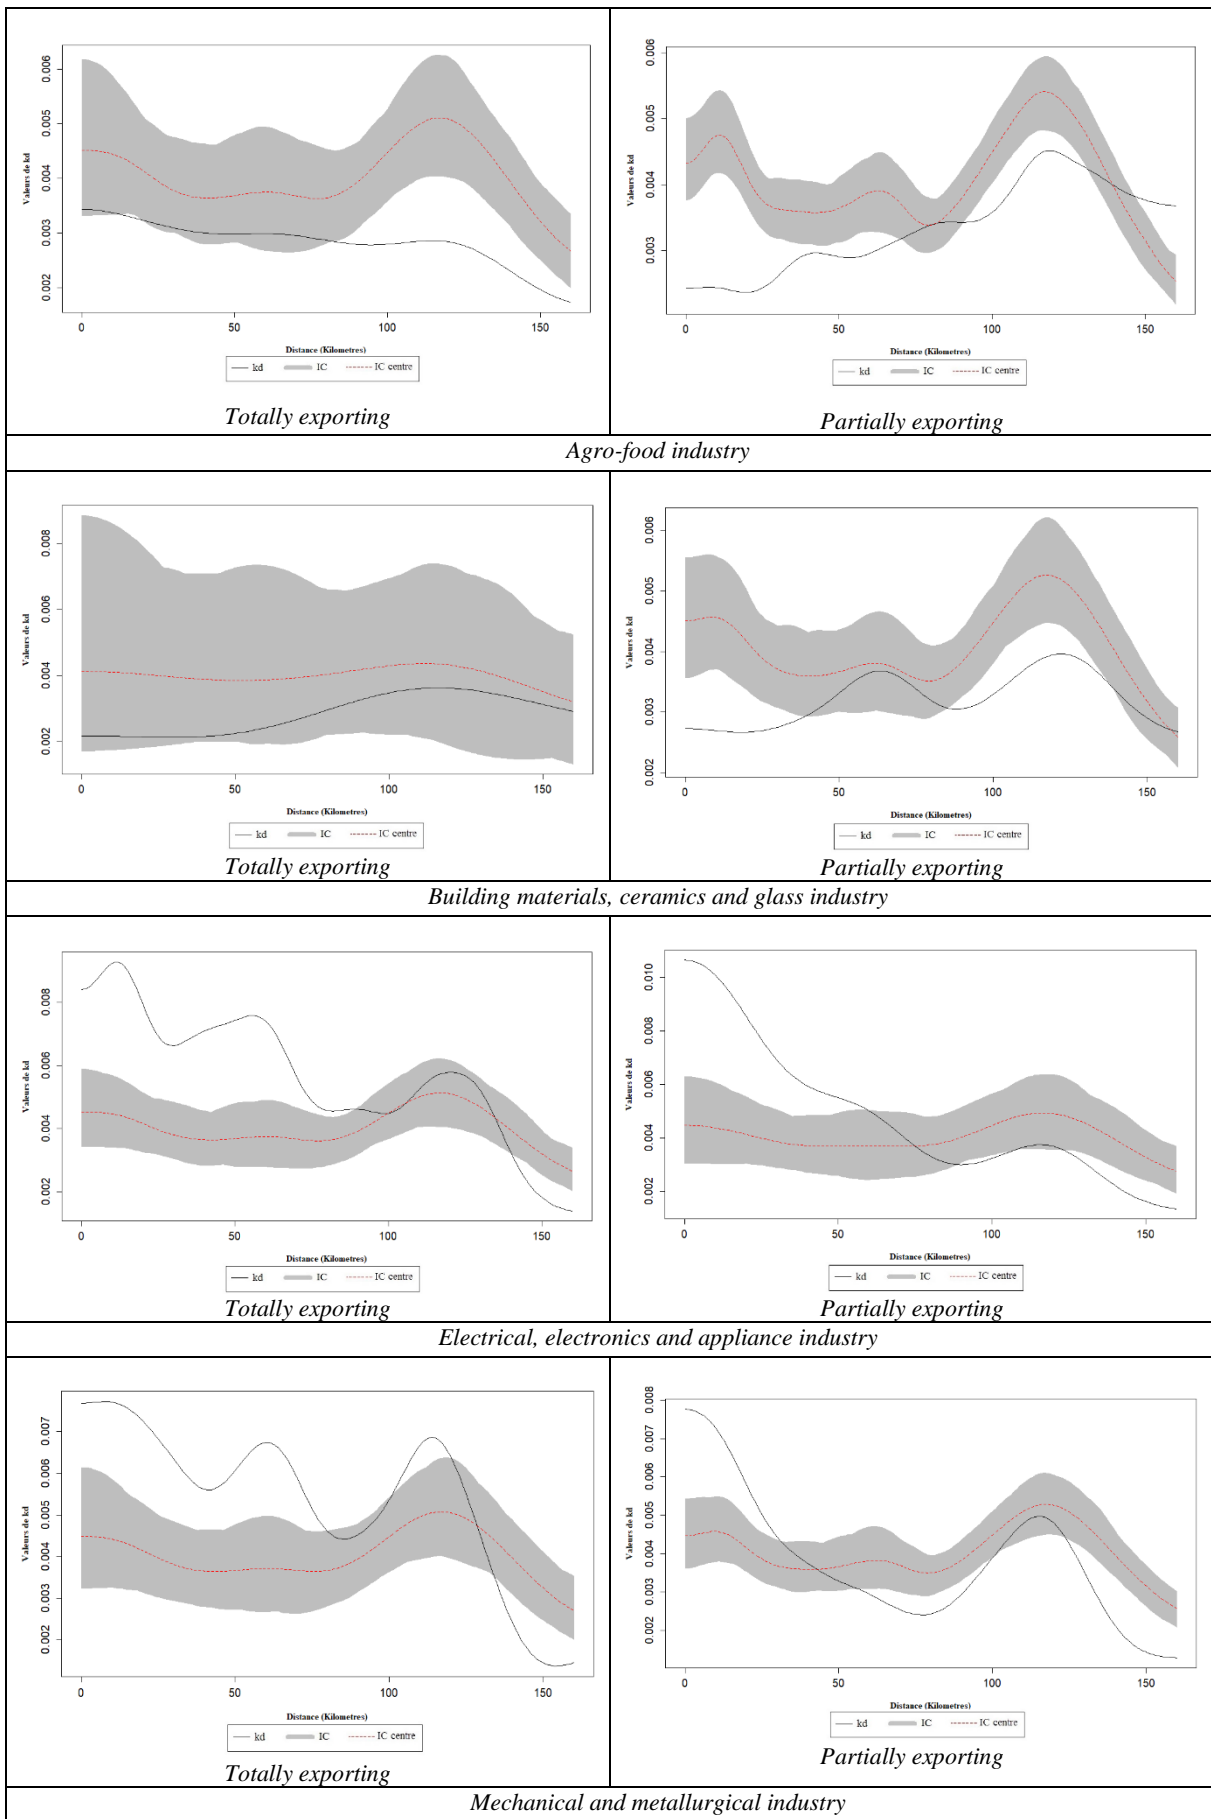 0.006
0.005
0.004
0.003
0.002
Valeurs de kd
0 50 100 150
Distance (Kilometres)
kd IC IC centre
Totally exporting
0.006
0.005
0.004
0.003
Valeurs de kd
0 50 100 150
Distance (Kilometres)
kd IC IC centre
Partially exporting
Agro-food industry
0.008
0.006
0.004
0.002
Valeurs de kd
0 50 100 150
Distance (Kilometres)
kd IC IC centre
Totally exporting
0.006
0.005
0.004
0.003
0.002
Valeurs de kd
0 50 100 150
Distance (Kilometres)
kd IC IC centre
Partially exporting
Building materials, ceramics and glass industry
0.008
0.006
0.004
0.002
Valeurs de kd
0 50 100 150
Distance (Kilometres)
kd IC IC centre
Totally exporting
0.010
0.008
0.006
0.004
0.002
Valeurs de kd
0 50 100 150
Distance (Kilometres)
kd IC IC centre
Partially exporting
Electrical, electronics and appliance industry
0.007
0.006
0.005
0.004
0.003
0.002
Valeurs de kd
0 50 100 150
Distance (Kilometres)
kd IC IC centre
Totally exporting
0.008
0.007
0.006
0.005
0.004
0.003
0.002
Valeurs de kd
0 50 100 150
Distance (Kilometres)
kd IC IC centre
Partially exporting
Mechanical and metallurgical industry